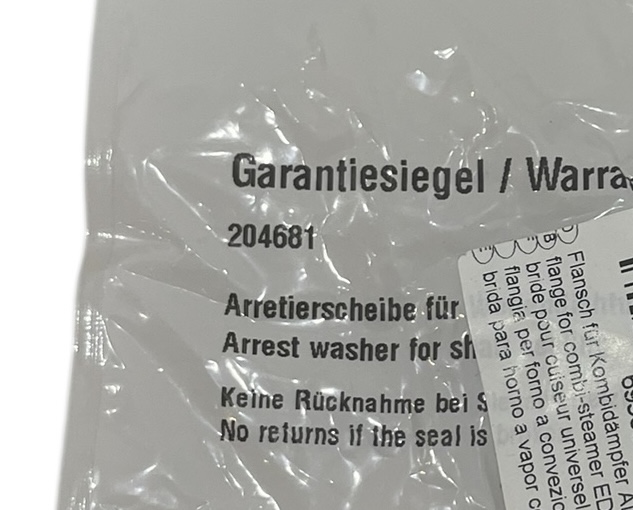 Garantiesiegel / Warra
204681
Arretierscheibe für
Arrest washer for sh
Keine Rücknahme bei S
No returns if the seal is
D Flansch für Kombidämpfer A
B flange for combi-steamer ED
F bride pour cuiseur universel
I flangia per forno a convezio
E brida para horno a vapor c